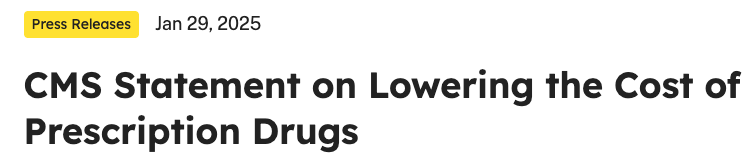 Press Releases Jan 29, 2025
CMS Statement on Lowering the Cost of
Prescription Drugs